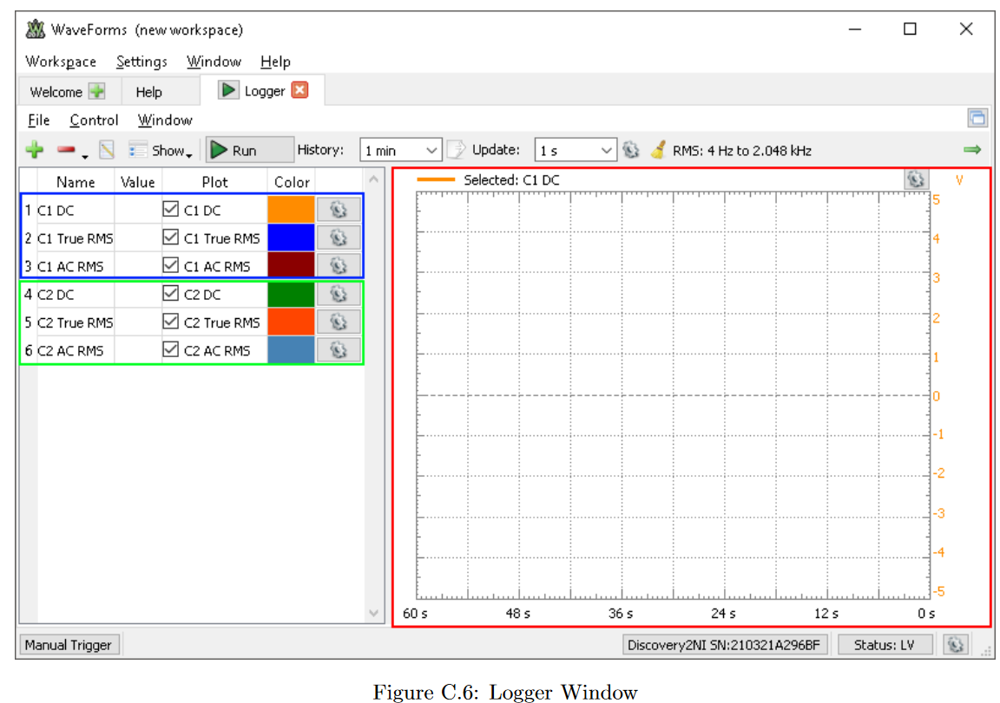 WaveForms (new workspace)
Workspace Settings Window Help
Welcome Help Logger
File Control Window
Show Run History: 1 min Update: 1 s RMS: 4 Hz to 2.048 kHz
Name Value Plot Color
1 C1 DC C1 DC
2 C1 True RMS C1 True RMS
3 C1 AC RMS C1 AC RMS
4 C2 DC C2 DC
5 C2 True RMS C2 True RMS
6 C2 AC RMS C2 AC RMS
Selected: C1 DC V
5
4
3
2
1
0
-1
-2
-3
-4
-5
60 s 48 s 36 s 24 s 12 s 0 s
Manual Trigger Discovery2NI SN:210321A296BF Status: LV
Figure C.6: Logger Window